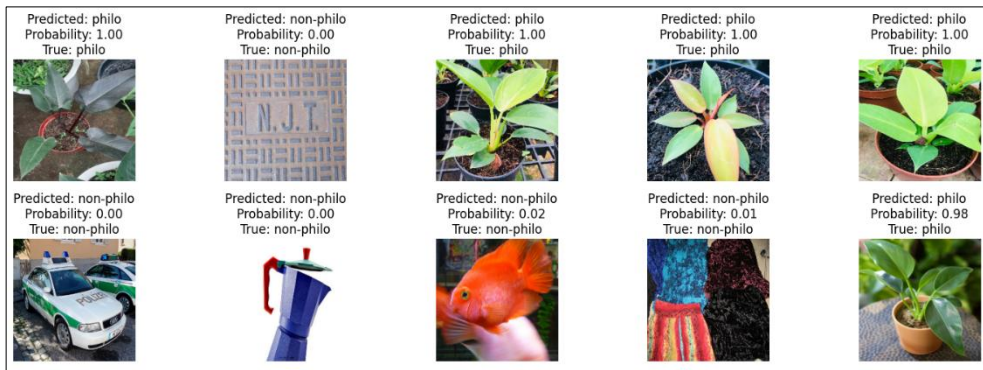 Predicted: philo
Probability: 1.00
True: philo
Predicted: non-philo
Probability: 0.00
True: non-philo
N.J.T.
Predicted: philo
Probability: 1.00
True: philo
Predicted: philo
Probability: 1.00
True: philo
Predicted: philo
Probability: 1.00
True: philo
Predicted: non-philo
Probability: 0.00
True: non-philo
POLIZEI
Predicted: non-philo
Probability: 0.00
True: non-philo
Predicted: non-philo
Probability: 0.02
True: non-philo
Predicted: non-philo
Probability: 0.01
True: non-philo
Predicted: philo
Probability: 0.98
True: philo